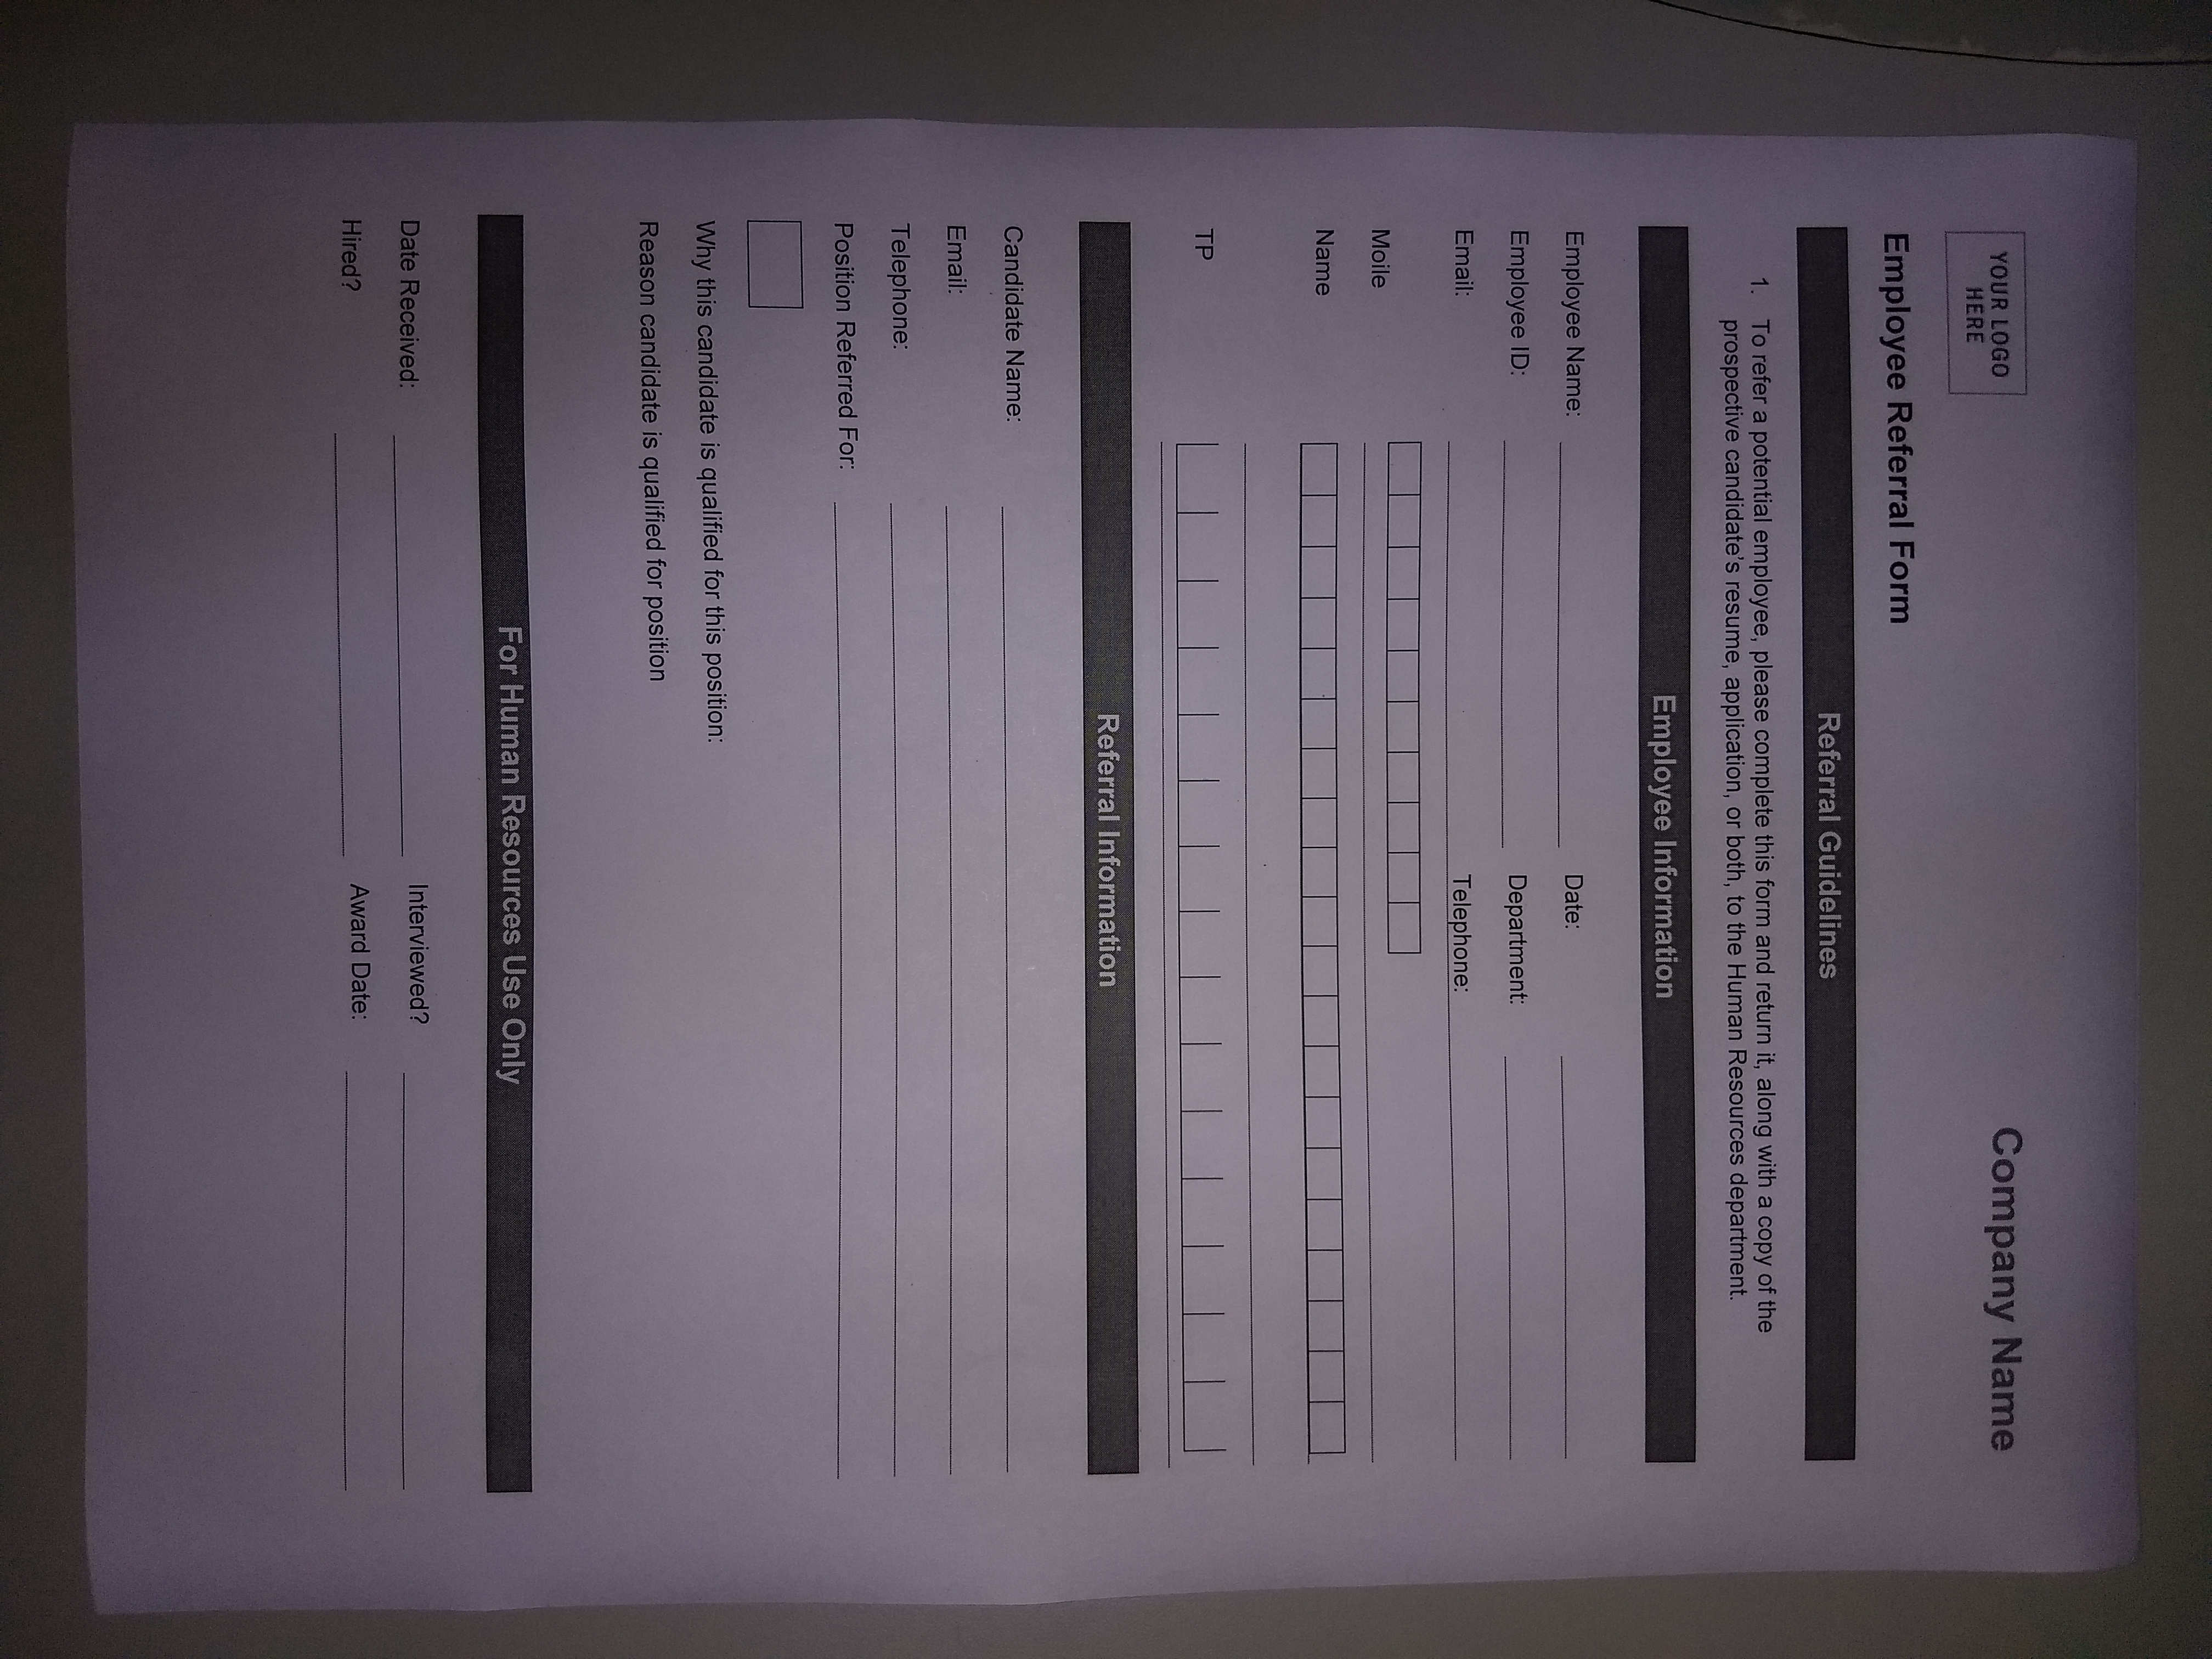 YOUR LOGO
HERE
Company Name
Employee Referral Form
Referral Guidelines
1. To refer a potential employee, please complete this form and return it, along with a copy of the
prospective candidate's resume, application, or both, to the Human Resources department.
Employee Information
Employee Name: Date:
Employee ID: Department:
Email: Telephone:
Moile
Name
TP
Referral Information
Candidate Name:
Email:
Telephone:
Position Referred For:
Why this candidate is qualified for this position:
Reason candidate is qualified for position
For Human Resources Use Only
Date Received: Interviewed?
Hired? Award Date: